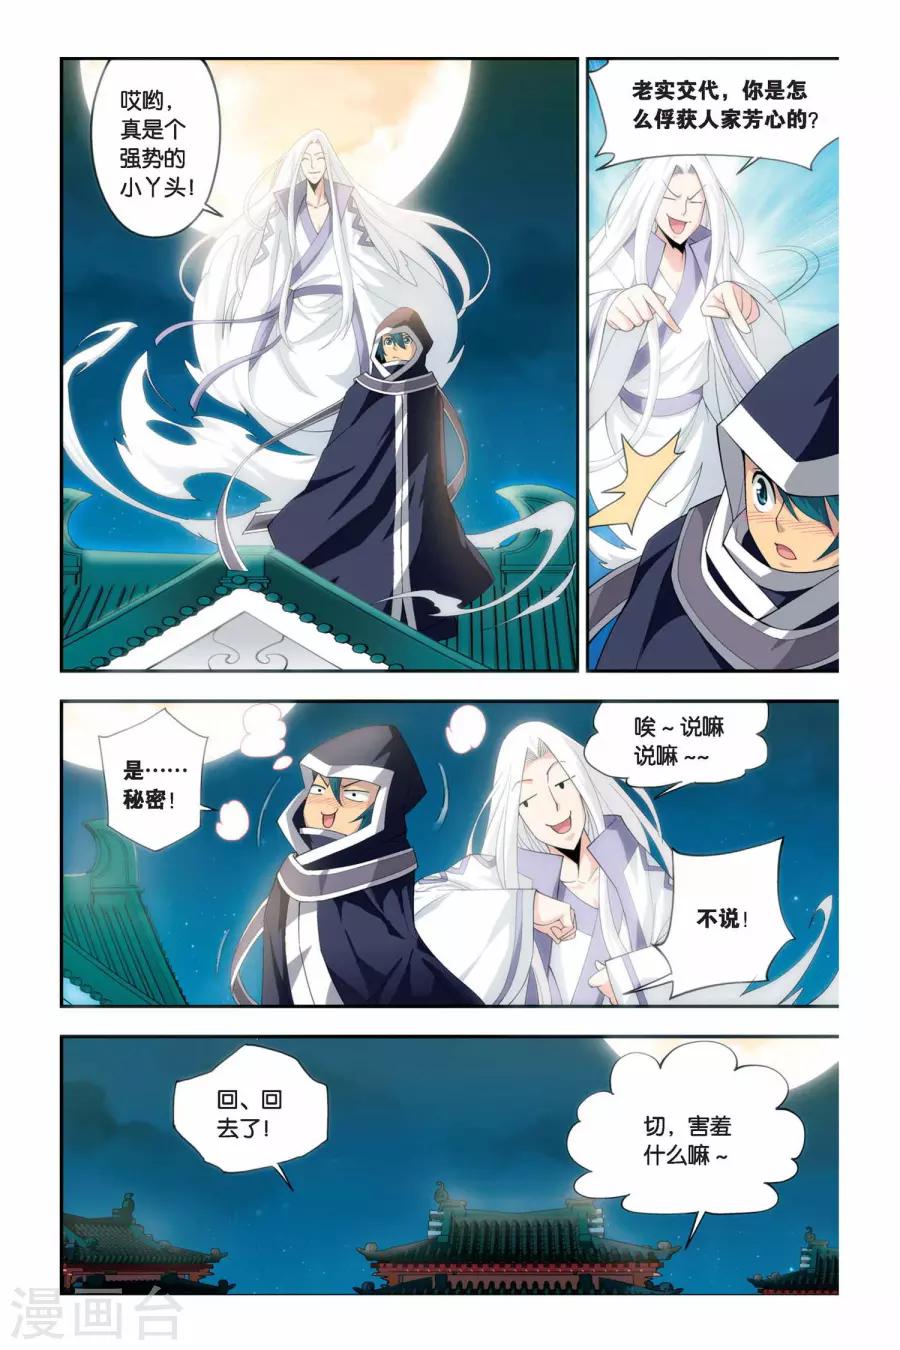 哎哟，
真是个
强势的
小丫头！
老实交代，你是怎
么俘获人家芳心的？
是……
秘密！
唉～说嘛
说嘛~~
不说！
回、回
去了！
切，害羞
什么嘛～
漫画台